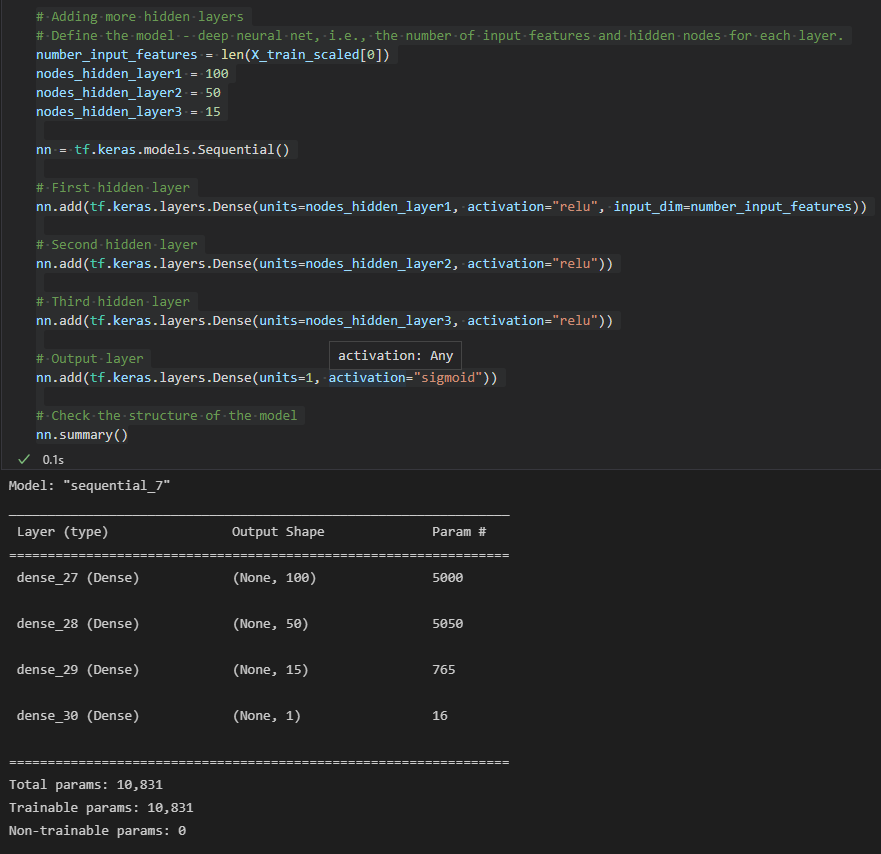 # Adding more hidden layers
# Define the model - deep neural net, i.e., the number of input features and hidden nodes for each layer.
number_input_features = len(X_train_scaled[0])
nodes_hidden_layer1 = 100
nodes_hidden_layer2 = 50
nodes_hidden_layer3 = 15
nn = tf.keras.models.Sequential()
# First hidden layer
nn.add(tf.keras.layers.Dense(units=nodes_hidden_layer1, activation="relu", input_dim=number_input_features))
# Second hidden layer
nn.add(tf.keras.layers.Dense(units=nodes_hidden_layer2, activation="relu"))
# Third hidden layer
nn.add(tf.keras.layers.Dense(units=nodes_hidden_layer3, activation="relu"))
activation: Any
# Output layer
nn.add(tf.keras.layers.Dense(units=1, activation="sigmoid"))
# Check the structure of the model
nn.summary()
0.1s
Model: "sequential_7"
_________________________________________________________________
Layer (type) Output Shape Param #
=================================================================
dense_27 (Dense) (None, 100) 5000
dense_28 (Dense) (None, 50) 5050
dense_29 (Dense) (None, 15) 765
dense_30 (Dense) (None, 1) 16
=================================================================
Total params: 10,831
Trainable params: 10,831
Non-trainable params: 0